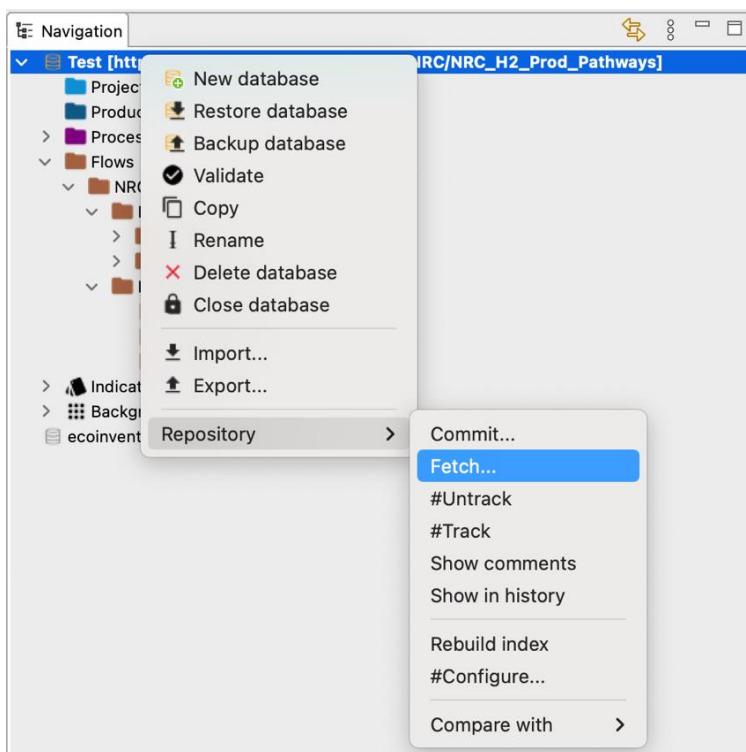 Navigation
Test [http NRC/NRC_H2_Prod_Pathways]
Projec
Produc
Proces
Flows
NRC
Indicat
Backgr
ecoinvent
New database
Restore database
Backup database
Validate
Copy
Rename
Delete database
Close database
Import...
Export...
Repository
Commit...
Fetch...
#Untrack
#Track
Show comments
Show in history
Rebuild index
#Configure...
Compare with